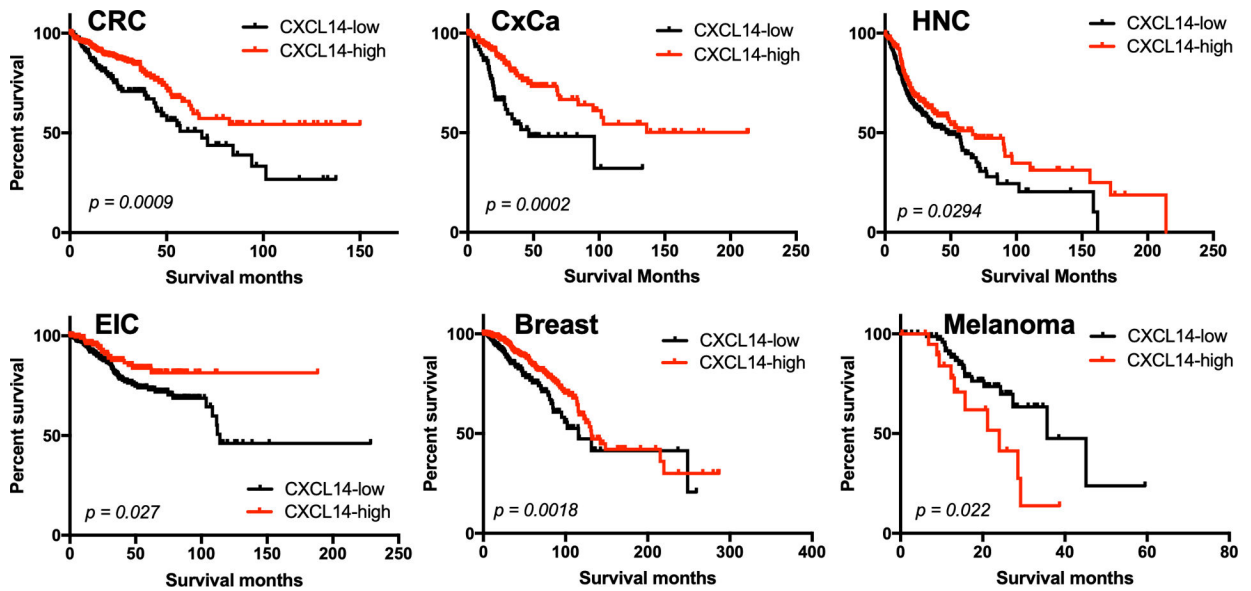 CRC
CXCL14-low
CXCL14-high
Percent survival
100
50
0
p = 0.0009
0 50 100 150
Survival months
CxCa
CXCL14-low
CXCL14-high
Percent survival
100
50
0
p = 0.0002
0 50 100 150 200 250
Survival Months
HNC
CXCL14-low
CXCL14-high
Percent survival
100
50
0
p = 0.0294
0 50 100 150 200 250
Survival Months
EIC
Percent survival
100
50
0
CXCL14-low
CXCL14-high
p = 0.027
0 50 100 150 200 250
Survival months
Breast
CXCL14-low
CXCL14-high
Percent survival
100
50
0
p = 0.0018
0 100 200 300 400
Survival months
Melanoma
CXCL14-low
CXCL14-high
Percent survival
100
50
0
p = 0.022
0 20 40 60 80
Survival months